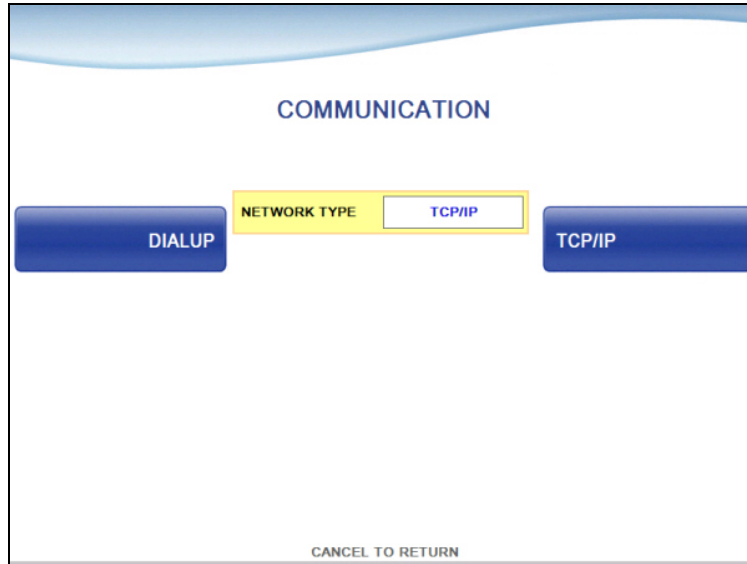 COMMUNICATION
NETWORK TYPE TCP/IP
DIALUP
TCP/IP
CANCEL TO RETURN